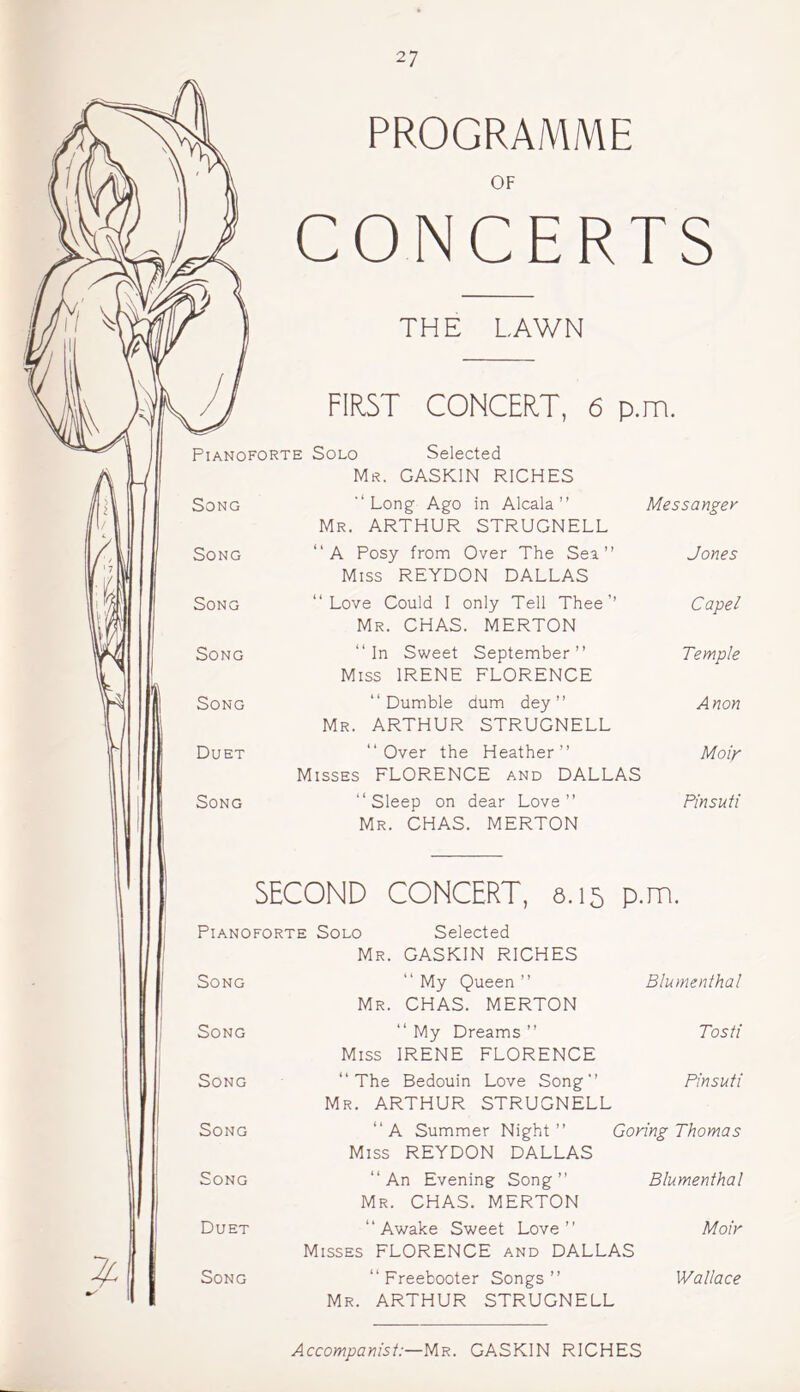 27
PROGRAMME
OF
CONCERTS
THE LAWN
FIRST CONCERT, 6 p.m.
PIANOFORTE SOLO Selected
MR. GASKIN RICHES
SONG "Long Ago in Alcala" Messanger
MR. ARTHUR STRUGNELL
SONG "A Posy from Over The Sea" Jones
MISS REYDON DALLAS
SONG "Love Could I only Tell Thee" Capel
MR. CHAS. MERTON
SONG "In Sweet September" Temple
MISS IRENE FLORENCE
SONG "Dumble dum dey" Anon
MR. ARTHUR STRUGNELL
DUET "Over the Heather" Moir
MISSES FLORENCE AND DALLAS
SONG "Sleep on dear Love" Pinsuti
MR. CHAS. MERTON
SECOND CONCERT, 8.15 p.m.
PIANOFORTE SOLO Selected
MR. GASKIN RICHES
SONG "My Queen" Blumenthal
MR. CHAS. MERTON
SONG "My Dreams" Tosti
MISS IRENE FLORENCE
SONG "The Bedouin Love Song" Pinsuti
MR. ARTHUR STRUGNELL
SONG "A Summer Night" Goring Thomas
MISS REYDON DALLAS
SONG "An Evening Song" Blumenthal
MR. CHAS. MERTON
DUET "Awake Sweet Love" Moir
MISSES FLORENCE AND DALLAS
SONG "Freebooter Songs" Wallace
MR. ARTHUR STRUGNELL
Accompanist:—MR. GASKIN RICHES